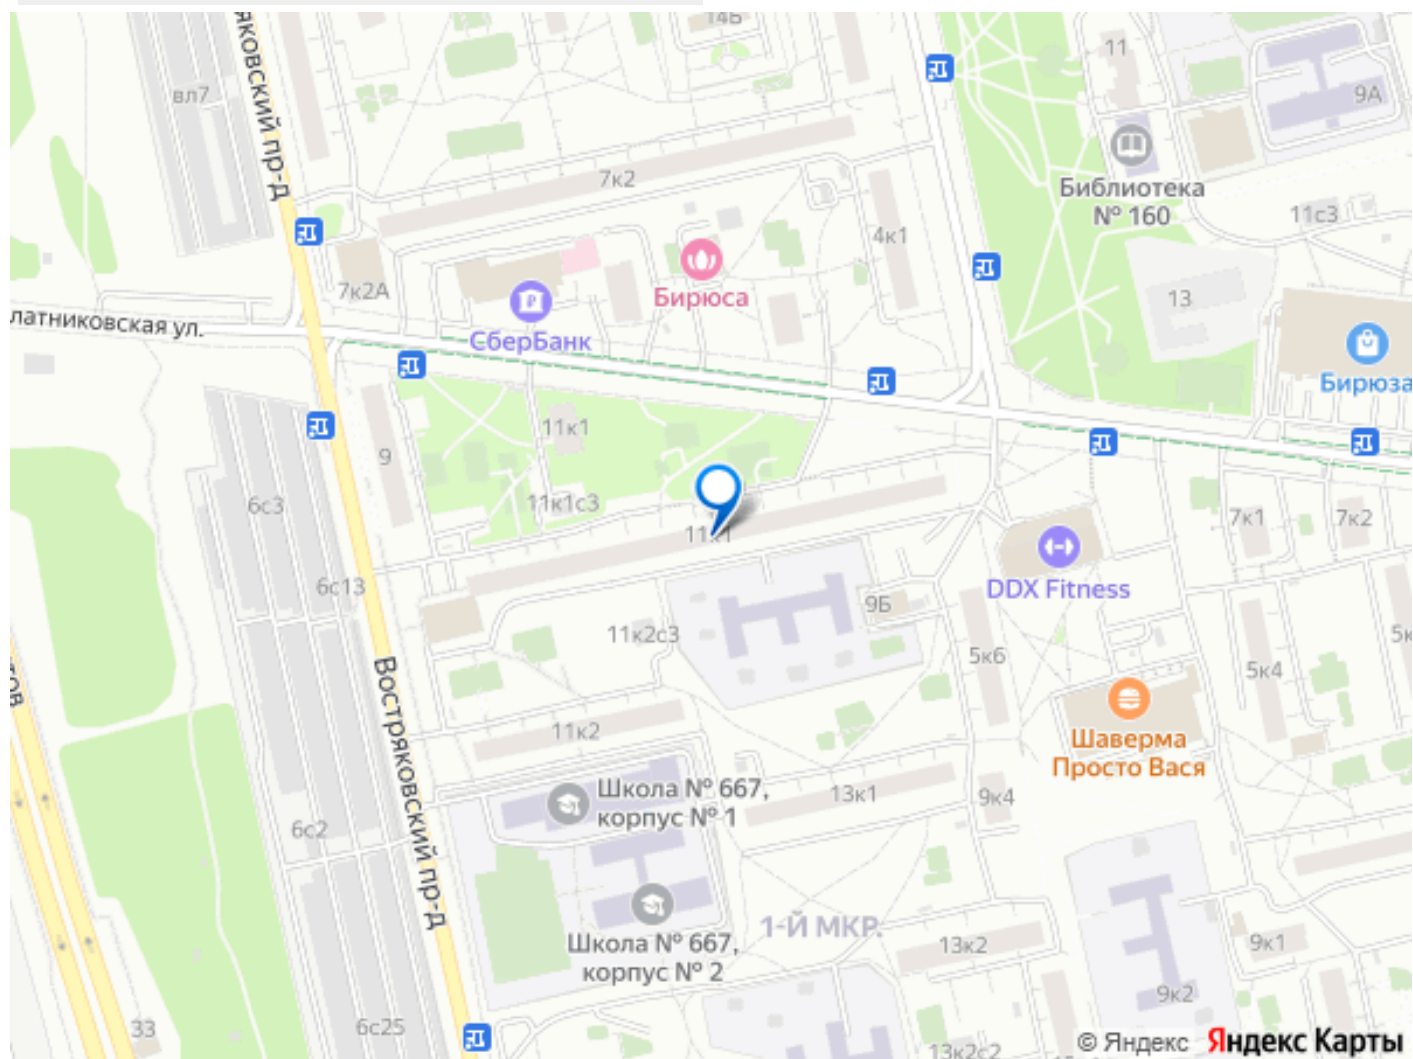 14Б
11
9А
вл7
яковский пр-д
7к2
Библиотека
№ 160
11с3
4к1
Бирюса
7к2А
13
латниковская ул.
СберБанк
Бирюза
11к1
9
6с3
11к1с3
11к1
7к1
7к2
6с13
DDX Fitness
9Б
11к2с3
5к6
5к4
5к
тов
Востряковский пр-д
11к2
Шаверма
Просто Вася
Школа № 667,
корпус № 1
13к1
9к4
6с2
1-Й МКР.
Школа № 667,
корпус № 2
13к2
9к1
9к2
33
6с25
13к2с2
© Яндекс Яндекс Карты